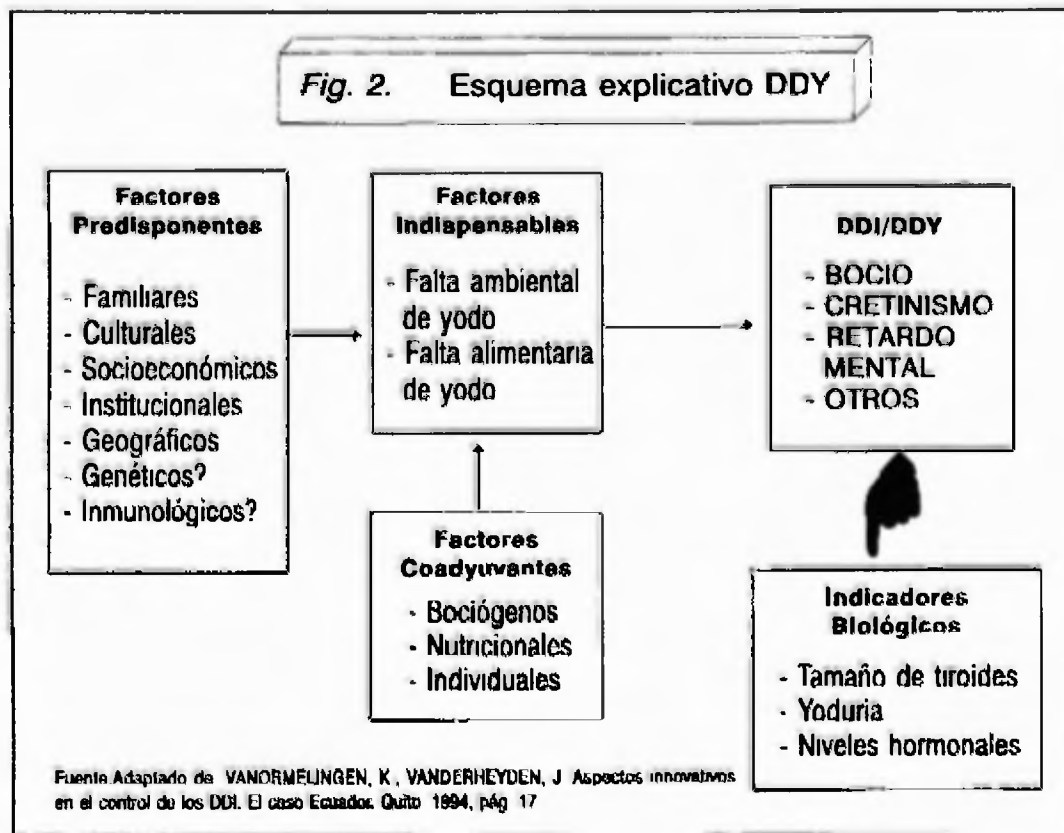 Fig. 2. Esquema explicativo DDY
Factores
Predisponentes
- Familiares
- Culturales
- Socioeconómicos
- Institucionales
- Geográficos
- Genéticos?
- Inmunológicos?
Factores
Indispensables
- Falta ambiental
de yodo
- Falta alimentaria
de yodo
DDI/DDY
- BOCIO
- CRETINISMO
- RETARDO
MENTAL
- OTROS
Factores
Coadyuvantes
- Bociógenos
- Nutricionales
- Individuales
Indicadores
Biológicos
- Tamaño de tiroides
- Yoduria
- Niveles hormonales
Fuente Adaptado de VANORMELINGEN, K, VANDERHEYDEN, J Aspectos innovativos
en el control de los DDI. El caso Ecuador. Quito 1994, pág 17